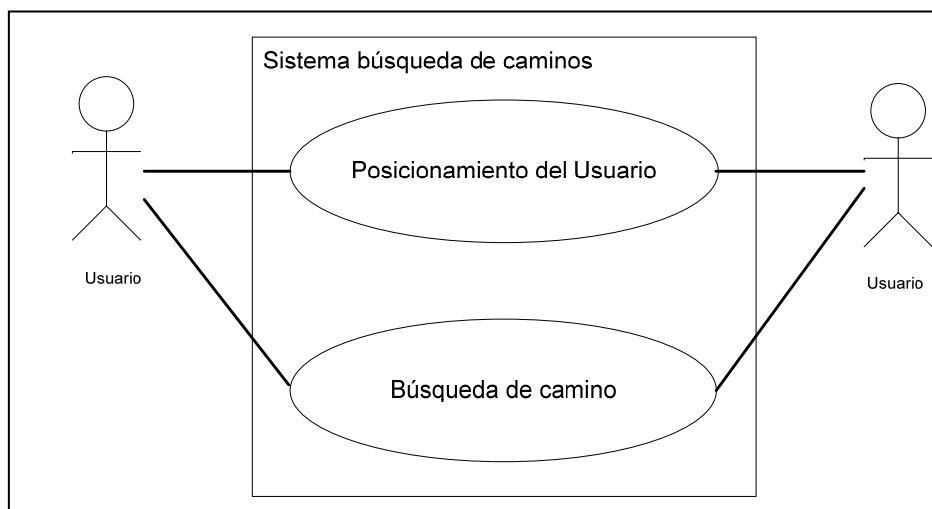 Sistema búsqueda de caminos
Posicionamiento del Usuario
Usuario
Usuario
Búsqueda de camino